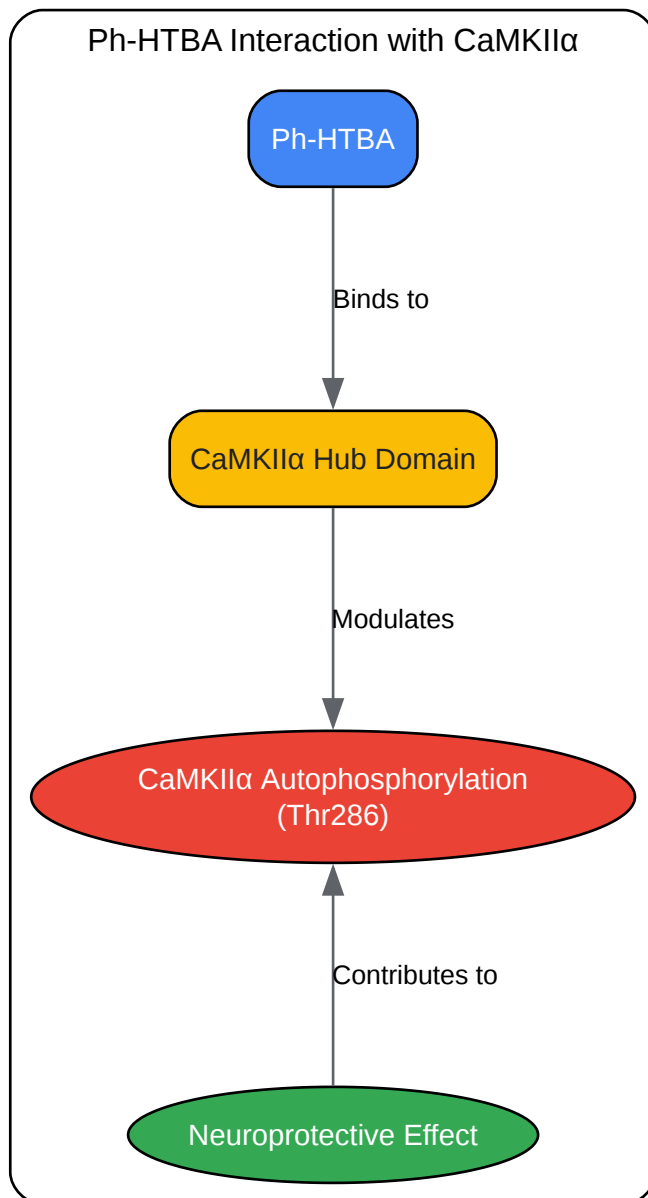 Ph-HTBA Interaction with CaMKIIα
Ph-HTBA
Binds to
CaMKIIα Hub Domain
Modulates
CaMKIIα Autophosphorylation
(Thr286)
Contributes to
Neuroprotective Effect